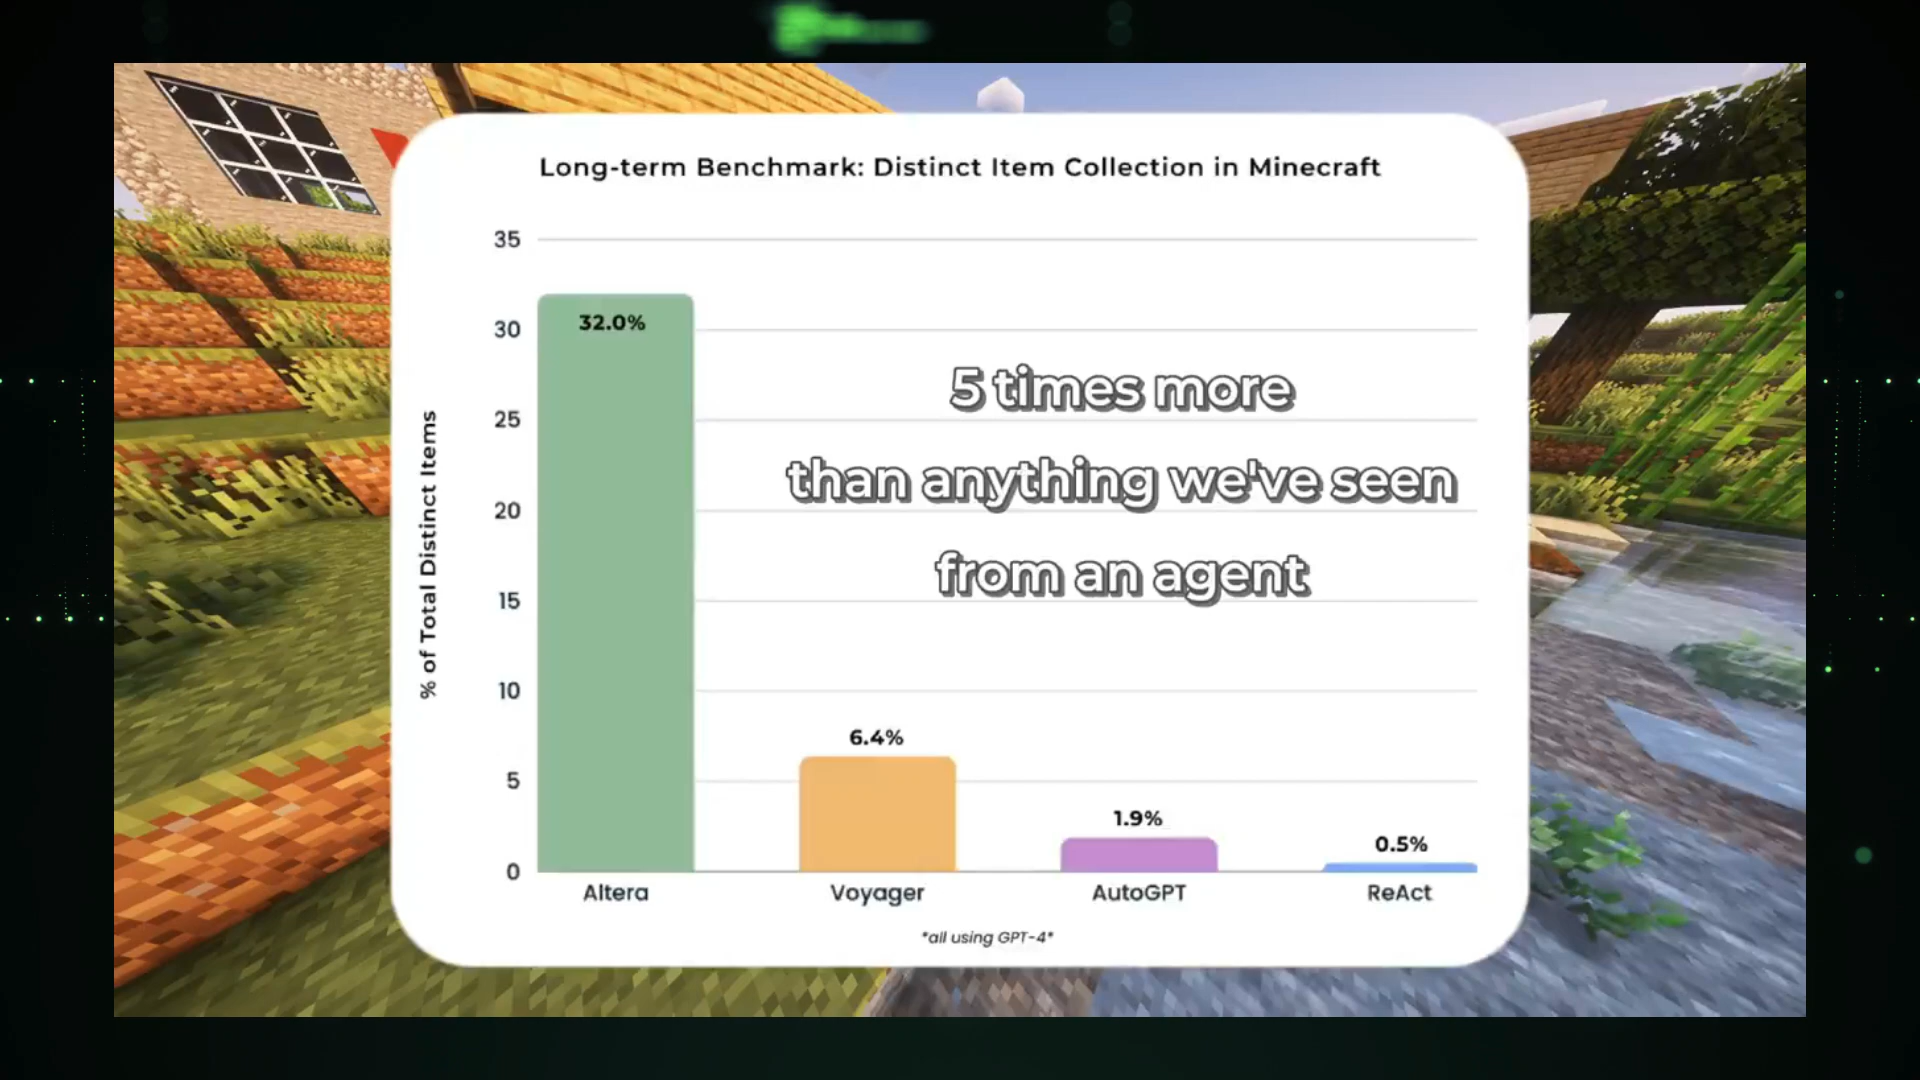 Long-term Benchmark: Distinct Item Collection in Minecraft
% of Total Distinct Items
35
30
25
20
15
10
5
0
32.0%
6.4%
1.9%
0.5%
5 times more
than anything we've seen
from an agent
Altera
Voyager
AutoGPT
ReAct
*all using GPT-4*